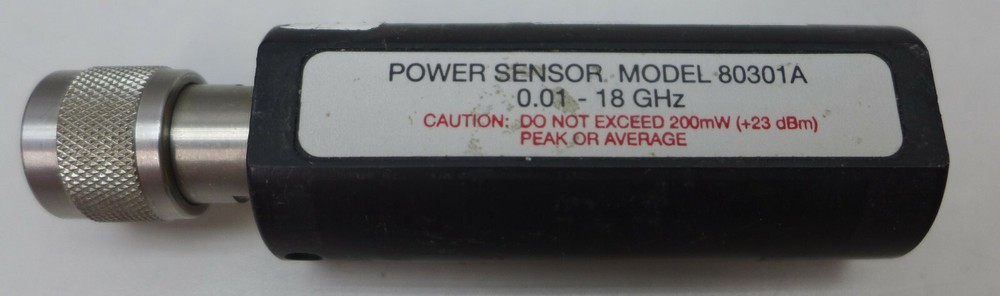 POWER SENSOR MODEL 80301A
0.01 - 18 GHz
CAUTION: DO NOT EXCEED 200mW (+23 dBm)
PEAK OR AVERAGE